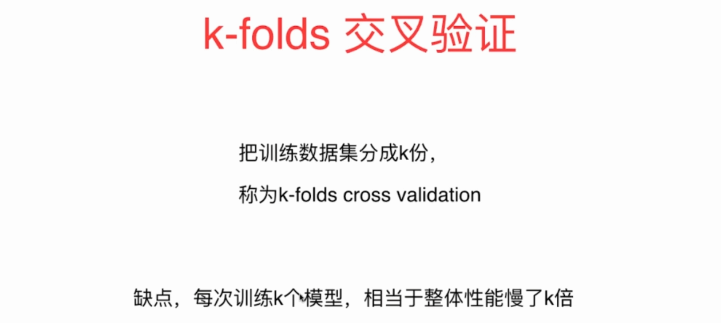 k-folds 交叉验证
把训练数据集分成k份，
称为k-folds cross validation
缺点，每次训练k个模型，相当于整体性能慢了k倍